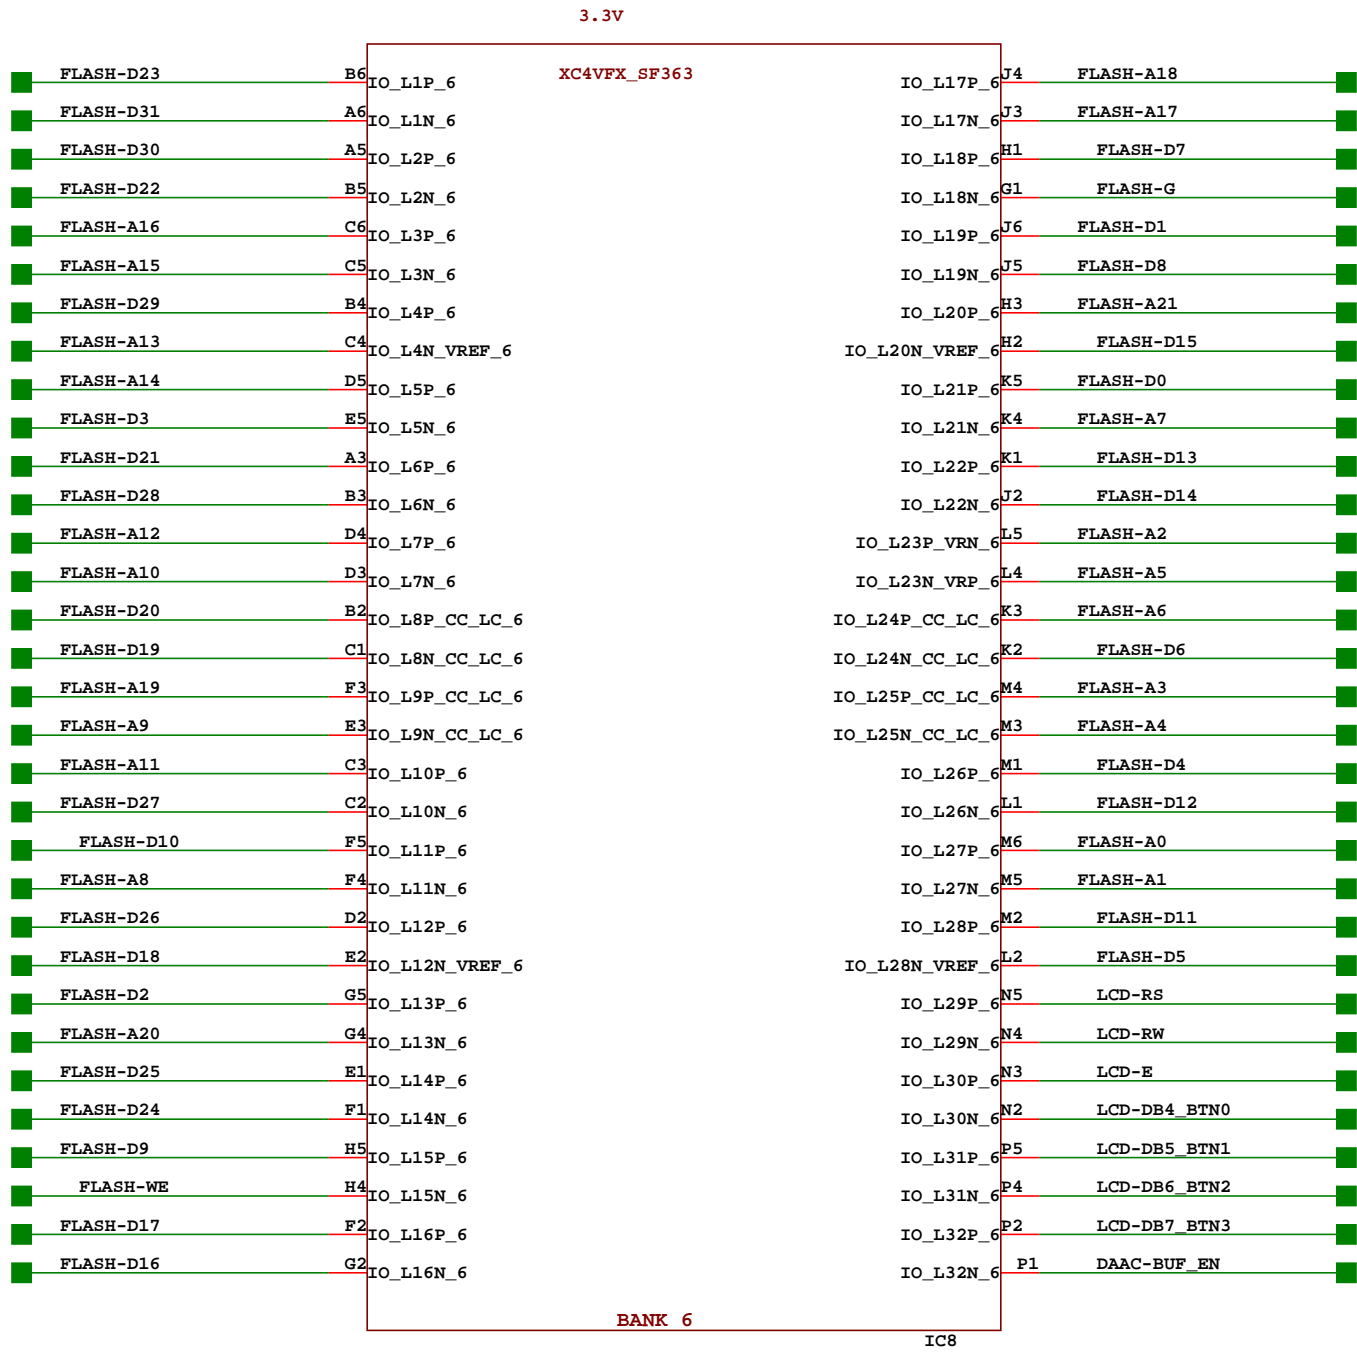 3.3V
XC4VFX_SF363
FLASH-D23 B6 IO_L1P_6 IO_L17P_6 J4 FLASH-A18
FLASH-D31 A6 IO_L1N_6 IO_L17N_6 J3 FLASH-A17
FLASH-D30 A5 IO_L2P_6 IO_L18P_6 H1 FLASH-D7
FLASH-D22 B5 IO_L2N_6 IO_L18N_6 G1 FLASH-G
FLASH-A16 C6 IO_L3P_6 IO_L19P_6 J6 FLASH-D1
FLASH-A15 C5 IO_L3N_6 IO_L19N_6 J5 FLASH-D8
FLASH-D29 B4 IO_L4P_6 IO_L20P_6 H3 FLASH-A21
FLASH-A13 C4 IO_L4N_VREF_6 IO_L20N_VREF_6 H2 FLASH-D15
FLASH-A14 D5 IO_L5P_6 IO_L21P_6 K5 FLASH-D0
FLASH-D3 E5 IO_L5N_6 IO_L21N_6 K4 FLASH-A7
FLASH-D21 A3 IO_L6P_6 IO_L22P_6 K1 FLASH-D13
FLASH-D28 B3 IO_L6N_6 IO_L22N_6 J2 FLASH-D14
FLASH-A12 D4 IO_L7P_6 IO_L23P_VRN_6 L5 FLASH-A2
FLASH-A10 D3 IO_L7N_6 IO_L23N_VRP_6 L4 FLASH-A5
FLASH-D20 B2 IO_L8P_CC_LC_6 IO_L24P_CC_LC_6 K3 FLASH-A6
FLASH-D19 C1 IO_L8N_CC_LC_6 IO_L24N_CC_LC_6 K2 FLASH-D6
FLASH-A19 F3 IO_L9P_CC_LC_6 IO_L25P_CC_LC_6 M4 FLASH-A3
FLASH-A9 E3 IO_L9N_CC_LC_6 IO_L25N_CC_LC_6 M3 FLASH-A4
FLASH-A11 C3 IO_L10P_6 IO_L26P_6 M1 FLASH-D4
FLASH-D27 C2 IO_L10N_6 IO_L26N_6 L1 FLASH-D12
FLASH-D10 F5 IO_L11P_6 IO_L27P_6 M6 FLASH-A0
FLASH-A8 F4 IO_L11N_6 IO_L27N_6 M5 FLASH-A1
FLASH-D26 D2 IO_L12P_6 IO_L28P_6 M2 FLASH-D11
FLASH-D18 E2 IO_L12N_VREF_6 IO_L28N_VREF_6 L2 FLASH-D5
FLASH-D2 G5 IO_L13P_6 IO_L29P_6 N5 LCD-RS
FLASH-A20 G4 IO_L13N_6 IO_L29N_6 N4 LCD-RW
FLASH-D25 E1 IO_L14P_6 IO_L30P_6 N3 LCD-E
FLASH-D24 F1 IO_L14N_6 IO_L30N_6 N2 LCD-DB4_BTN0
FLASH-D9 H5 IO_L15P_6 IO_L31P_6 P5 LCD-DB5_BTN1
FLASH-WE H4 IO_L15N_6 IO_L31N_6 P4 LCD-DB6_BTN2
FLASH-D17 F2 IO_L16P_6 IO_L32P_6 P2 LCD-DB7_BTN3
FLASH-D16 G2 IO_L16N_6 IO_L32N_6 P1 DAAC-BUF_EN
BANK 6
IC8